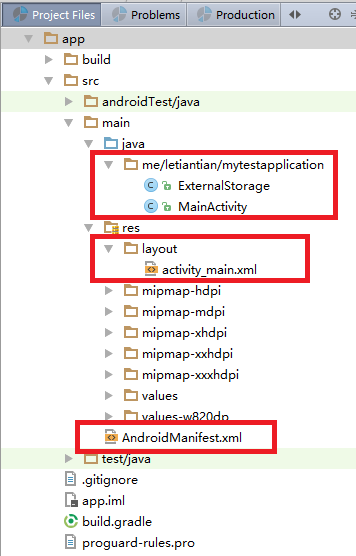 Project Files Problems Production
app
build
src
androidTest/java
main
java
me/letiantian/mytestapplication
C ExternalStorage
C MainActivity
res
layout
activity_main.xml
mipmap-hdpi
mipmap-mdpi
mipmap-xhdpi
mipmap-xxhdpi
mipmap-xxxhdpi
values
values-w820dp
AndroidManifest.xml
test/java
.gitignore
app.iml
build.gradle
proguard-rules.pro